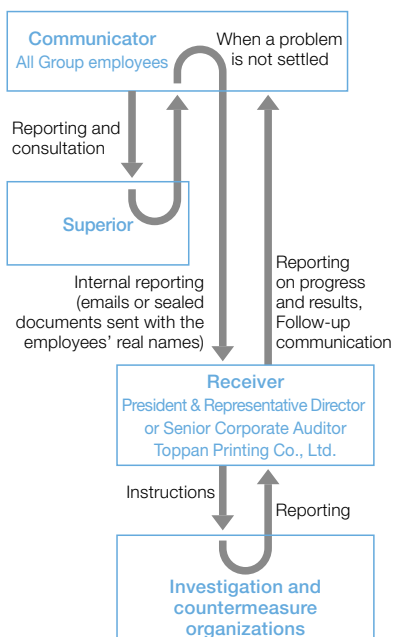 Communicator
All Group employees
When a problem
is not settled
Reporting and
consultation
Superior
Internal reporting
(emails or sealed
documents sent with the
employees’ real names)
Reporting
on progress
and results,
Follow-up
communication
Receiver
President & Representative Director
or Senior Corporate Auditor
Toppan Printing Co., Ltd.
Instructions
Reporting
Investigation and
countermeasure
organizations